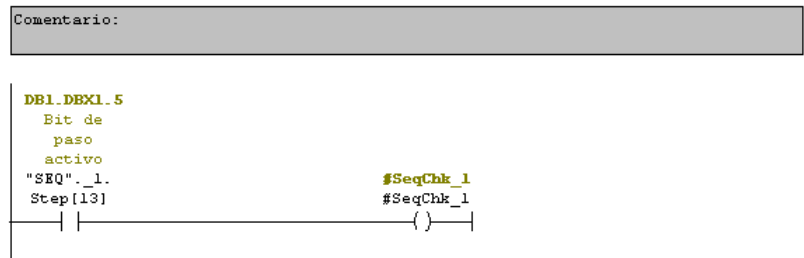 Comentario:
DB1.DBX1.5
Bit de
paso
activo
"SEQ"._1.
Step[13]
#SeqChk_1
#SeqChk_1